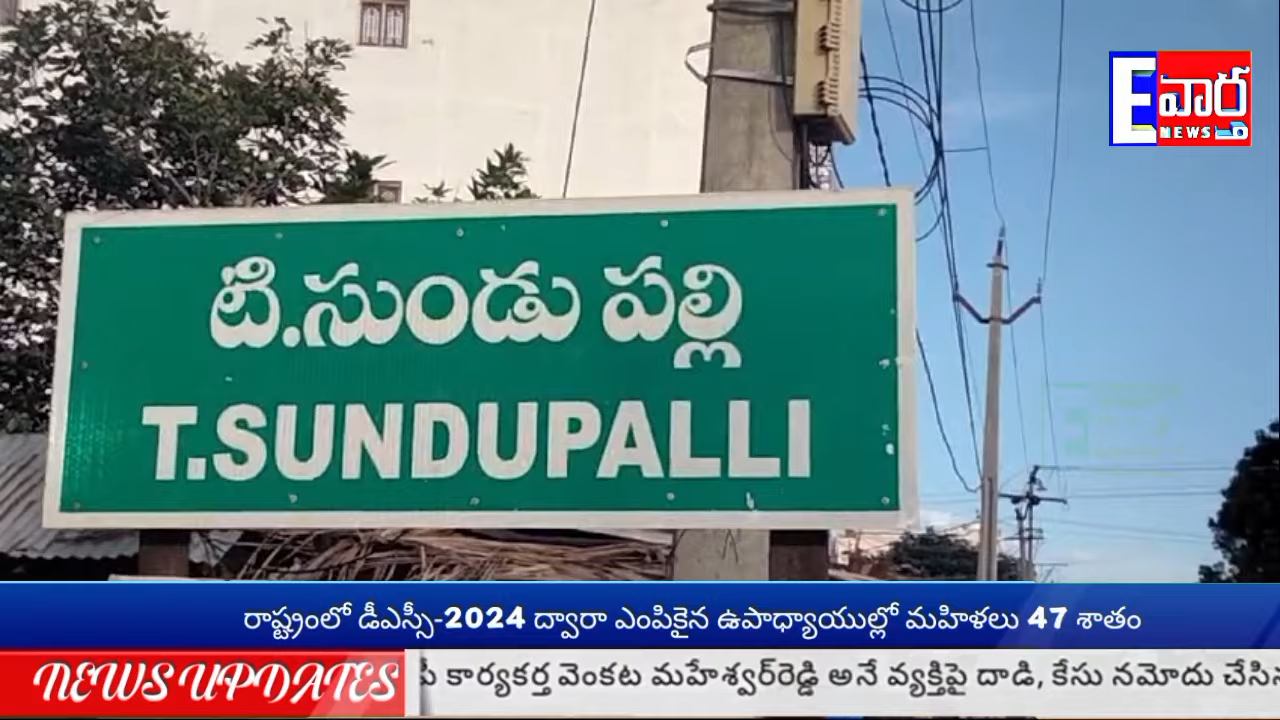 E వార్త
NEWS
టి.సుండుపల్లి
T.SUNDUPALLI
రాష్ట్రంలో డీఎస్సీ-2024 ద్వారా ఎంపికైన ఉపాధ్యాయుల్లో మహిళలు 47 శాతం
NEWS UPDATES
కార్యకర్త వెంకట మహేశ్వర్‌రెడ్డి అనే వ్యక్తిపై దాడి, కేసు నమోదు